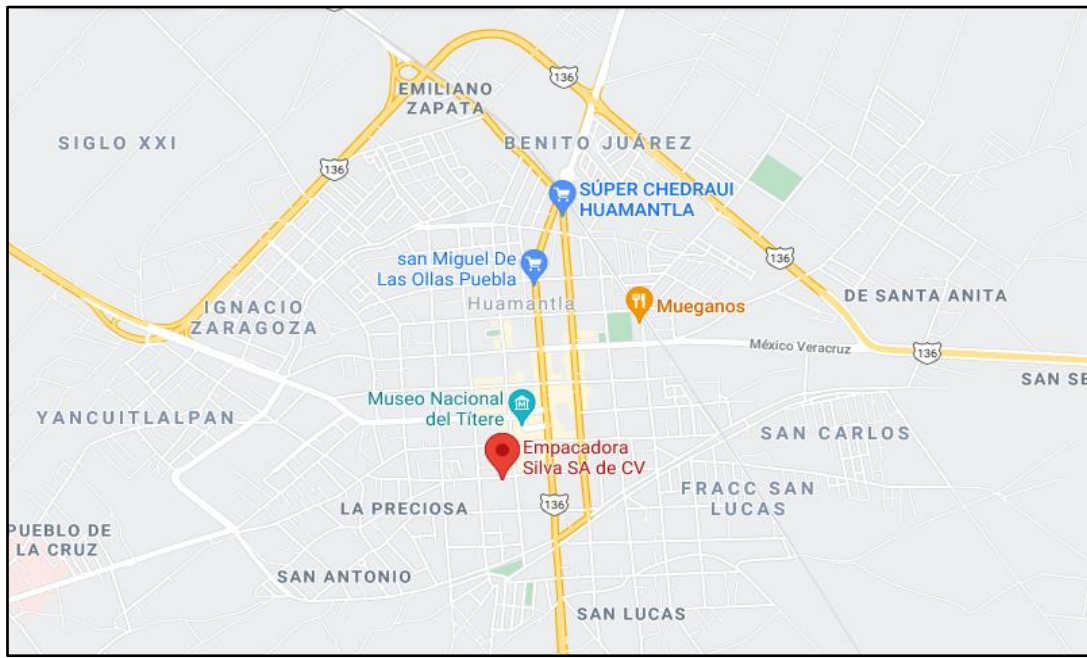 136
EMILIANO
ZAPATA
SIGLO XXI
BENITO JUÁREZ
136
SÚPER CHEDRAUI
HUAMANTLA
san Miguel De
Las Ollas Puebla
136
DE SANTA ANITA
Huamantla
Mueganos
IGNACIO
ZARAGOZA
México Veracruz
136
SAN SE
Museo Nacional
del Títere
YANCUITLALPAN
SAN CARLOS
Empacadora
Silva SA de CV
FRACC SAN
LUCAS
136
LA PRECIOSA
PUEBLO DE
LA CRUZ
SAN ANTONIO
SAN LUCAS